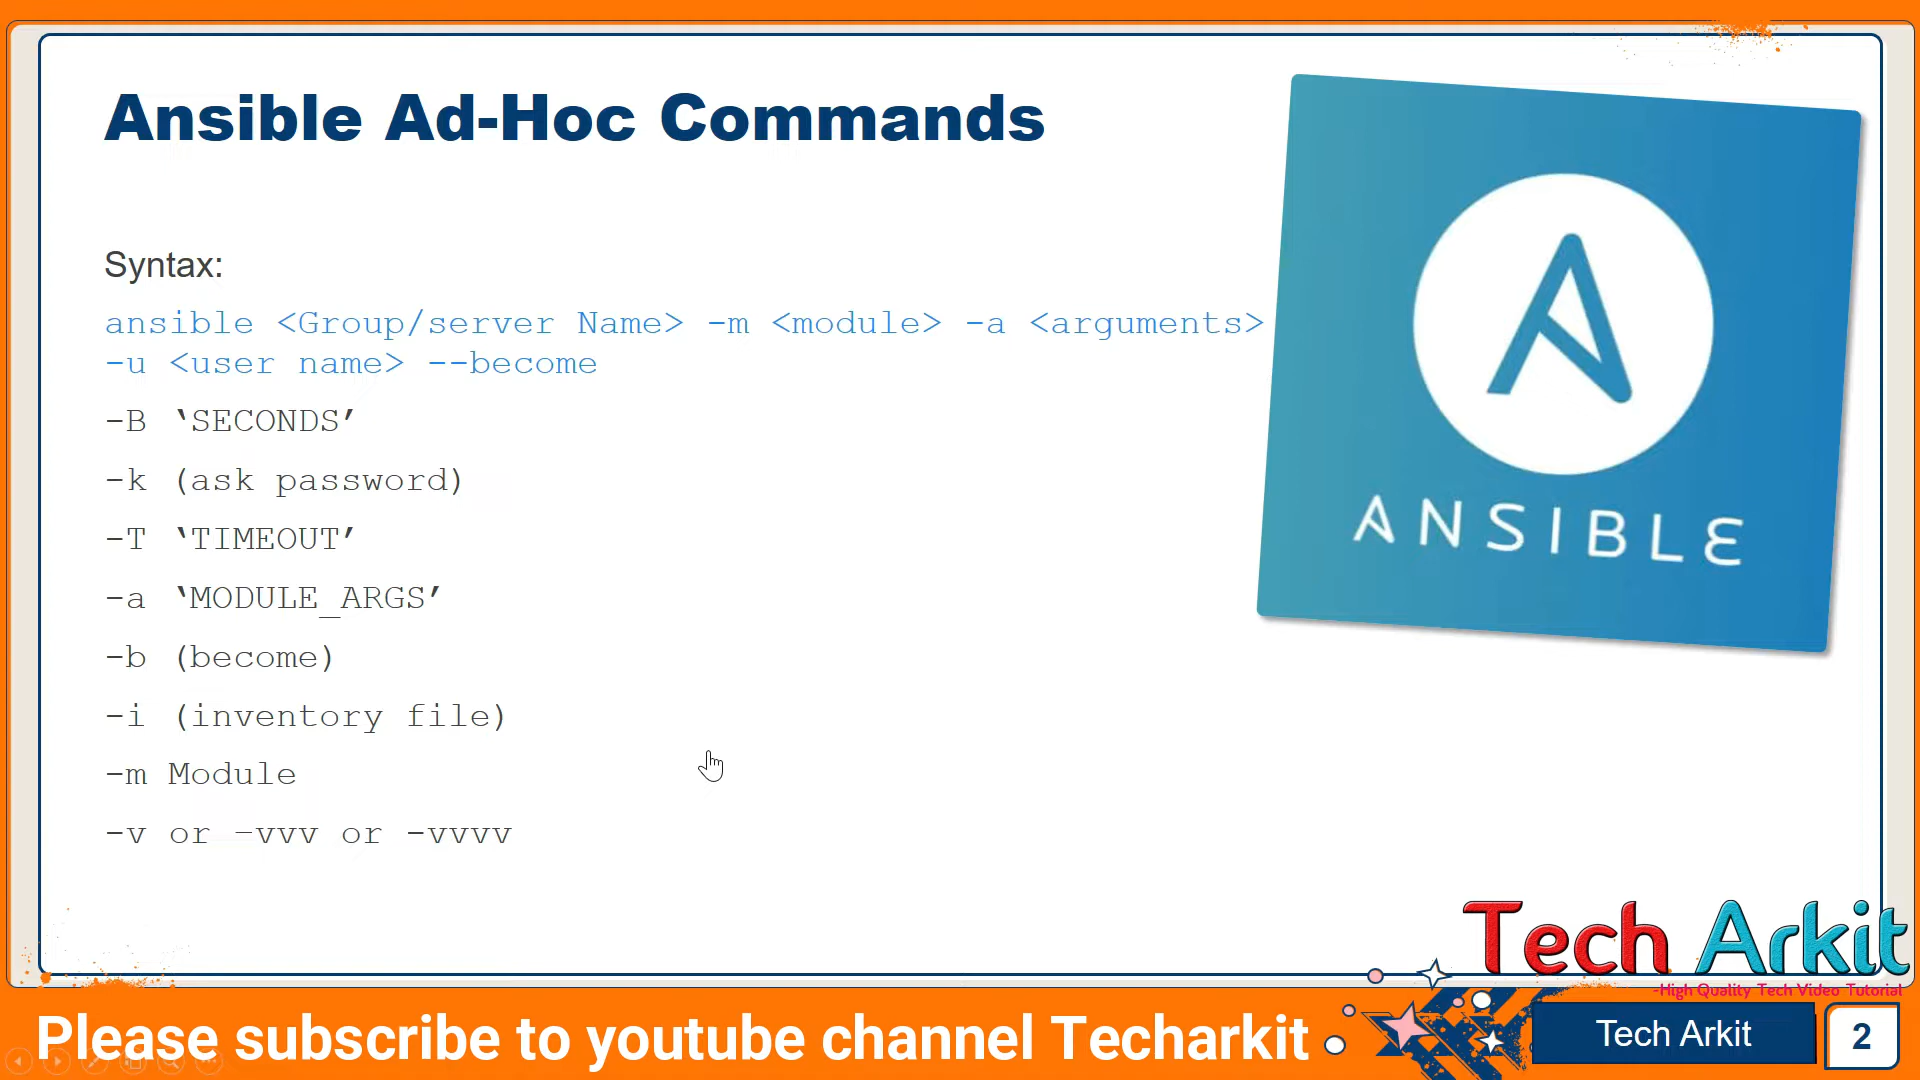 Ansible Ad-Hoc Commands
Syntax:
ansible <Group/server Name> -m <module> -a <arguments>
-u <user name> --become
-B ‘SECONDS’
-k (ask password)
-T ‘TIMEOUT’
-a ‘MODULE_ARGS’
-b (become)
-i (inventory file)
-m Module
-v or –vvv or -vvvv
ANSIBLE
Tech Arkit
-High Quality Tech Video Tutorial
Please subscribe to youtube channel Techarkit
Tech Arkit
2